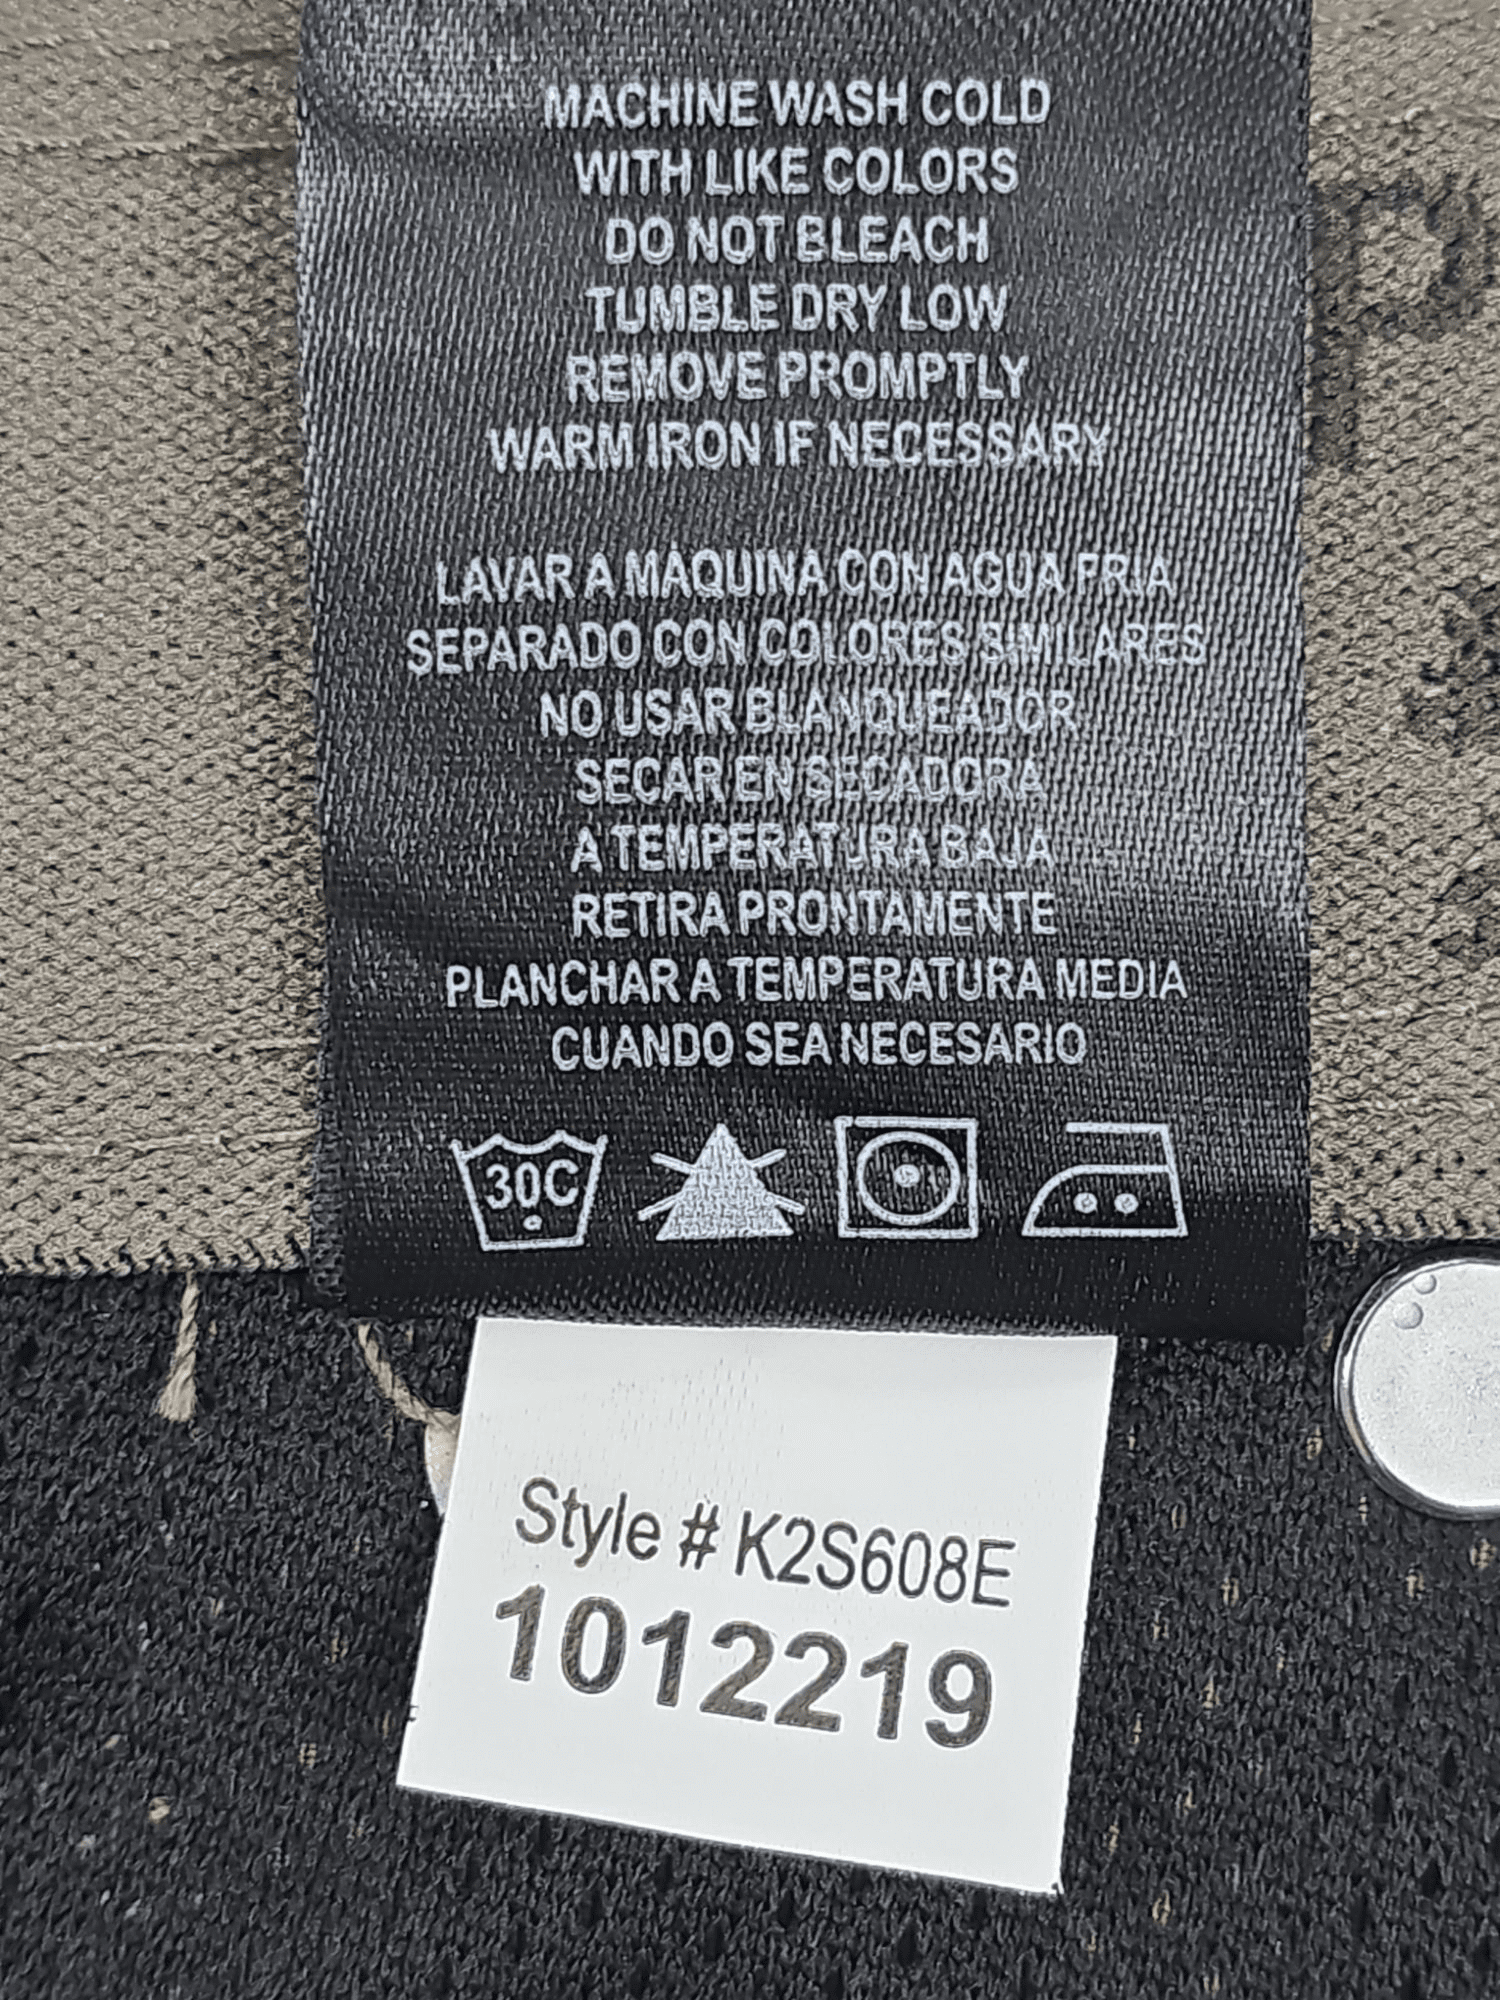 MACHINE WASH COLD
WITH LIKE COLORS
DO NOT BLEACH
TUMBLE DRY LOW
REMOVE PROMPTLY
WARM IRON IF NECESSARY
LAVAR A MAQUINA CON AGUA FRIA
SEPARADO CON COLORES SIMILARES
NO USAR BLANQUEADOR
SECAR EN SECADORA
A TEMPERATURA BAJA
RETIRA PRONTAMENTE
PLANCHAR A TEMPERATURA MEDIA
CUANDO SEA NECESARIO
30C
Style # K2S608E
1012219